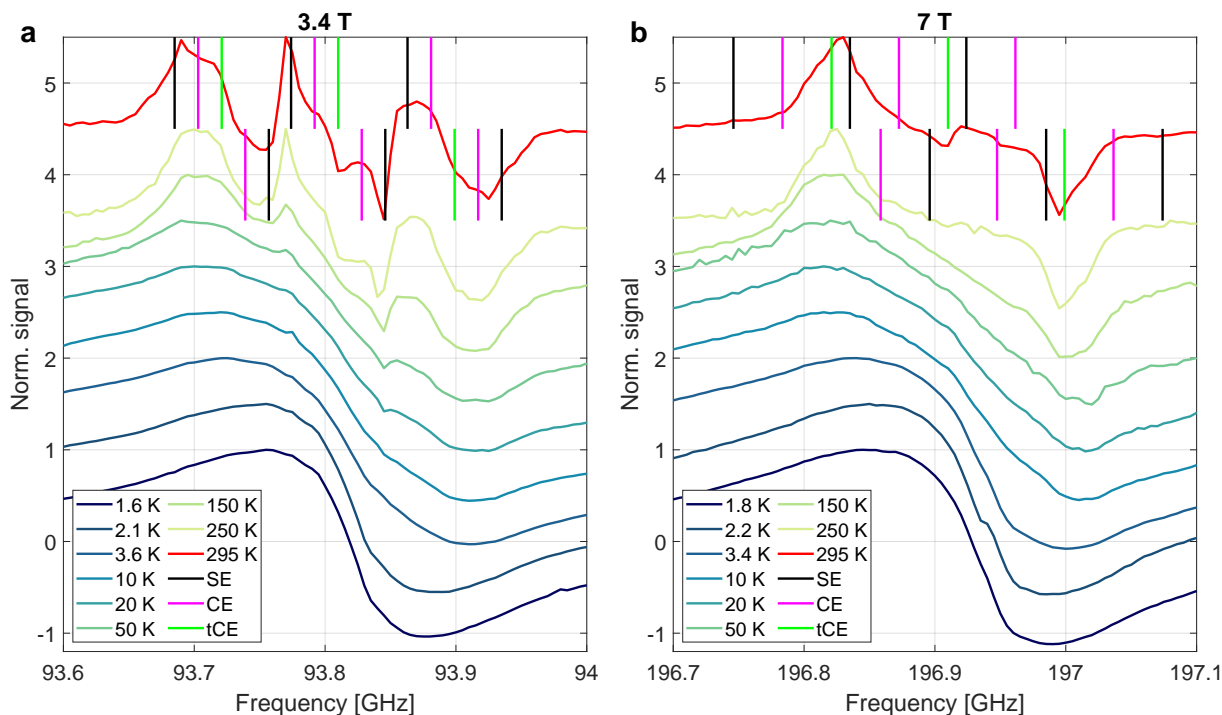 a
3.4 T
Norm. signal
5
4
3
2
1
0
-1
1.6 K
2.1 K
3.6 K
10 K
20 K
50 K
150 K
250 K
295 K
SE
CE
tCE
93.6
93.7
93.8
93.9
94
Frequency [GHz]
b
7 T
Norm. signal
5
4
3
2
1
0
-1
1.8 K
2.2 K
3.4 K
10 K
20 K
50 K
150 K
250 K
295 K
SE
CE
tCE
196.7
196.8
196.9
197
197.1
Frequency [GHz]